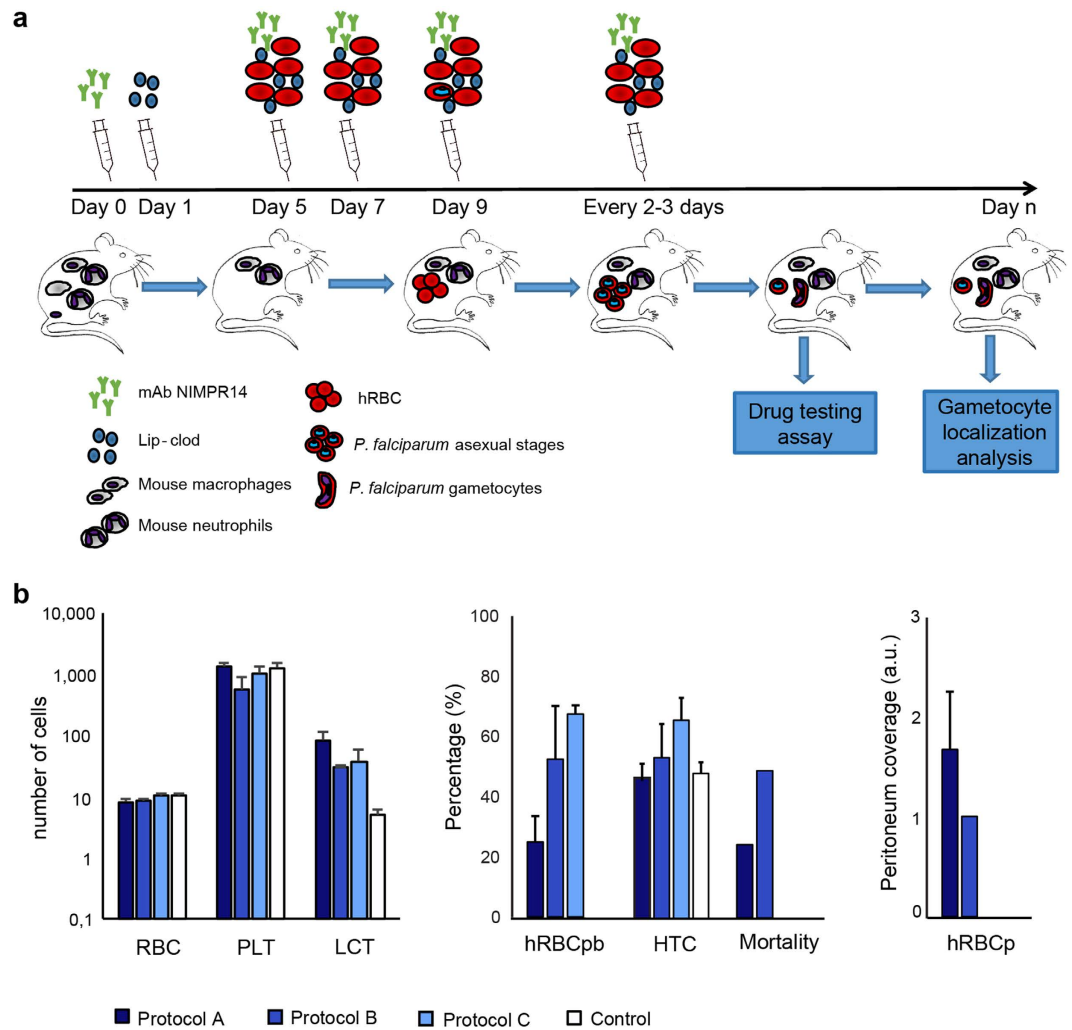 a
Day 0
Day 1
Day 5
Day 7
Day 9
Every 2-3 days
Day n
mAb NIMPR14
Lip-clod
Mouse macrophages
Mouse neutrophils
hRBC
P. falciparum asexual stages
P. falciparum gametocytes
Drug testing
assay
Gametocyte
localization
analysis
b
number of cells
10,000
1,000
100
10
1
0,1
RBC
PLT
LCT
Percentage (%)
100
80
60
40
20
0
hRBCpb
HTC
Mortality
Peritoneum coverage (a.u.)
3
2
1
0
hRBCp
Protocol A
Protocol B
Protocol C
Control